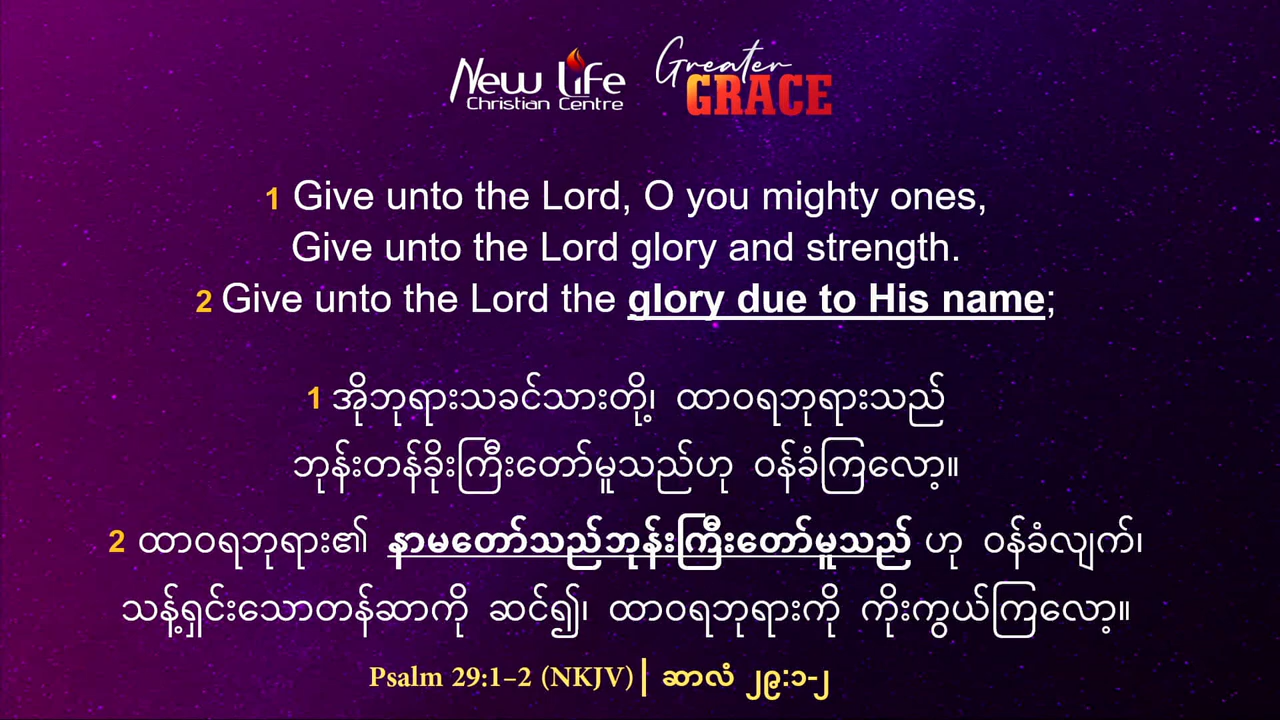 New Life
Christian Centre
Greater
GRACE
1 Give unto the Lord, O you mighty ones,
Give unto the Lord glory and strength.
2 Give unto the Lord the glory due to His name;
1 အိုဘုရားသခင်သားတို့၊ ထာဝရဘုရားသည်
ဘုန်းတန်ခိုးကြီးတော်မူသည်ဟု ဝန်ခံကြလော့။
2 ထာဝရဘုရား၏ နာမတော်သည်ဘုန်းကြီးတော်မူသည် ဟု ဝန်ခံလျက်၊
သန့်ရှင်းသောတန်ဆာကို ဆင်၍၊ ထာဝရဘုရားကို ကိုးကွယ်ကြလော့။
Psalm 29:1–2 (NKJV)| ဆာလံ ၂၉:၁-၂